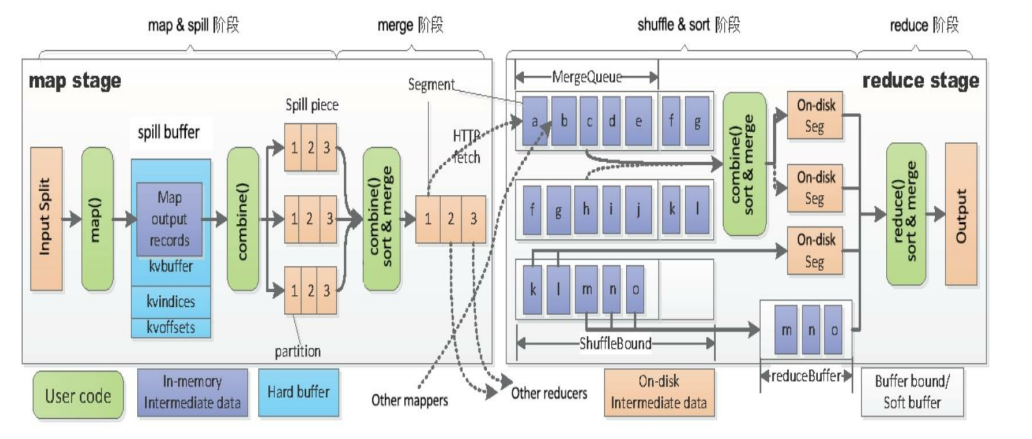 map & spill 阶段
merge 阶段
shuffle & sort 阶段
reduce 阶段
map stage
Input Split
map()
spill buffer
Map
output
records
kvbuffer
kvindices
kvoffsets
combine()
Spill piece
1 2 3
1 2 3
1 2 3
partition
combine()
sort & merge
1 2 3
Segment
HTTP
fetch
Other mappers
Other reducers
MergeQueue
a b c d e f g
f g h i j k l
k l m n o
ShuffleBound
combine()
sort & merge
On-disk
Seg
On-disk
Seg
On-disk
Seg
m n o
reduceBuffer
reduce stage
reduce()
sort & merge
Output
User code
In-memory
Intermediate data
Hard buffer
On-disk
Intermediate data
Buffer bound/
Soft buffer